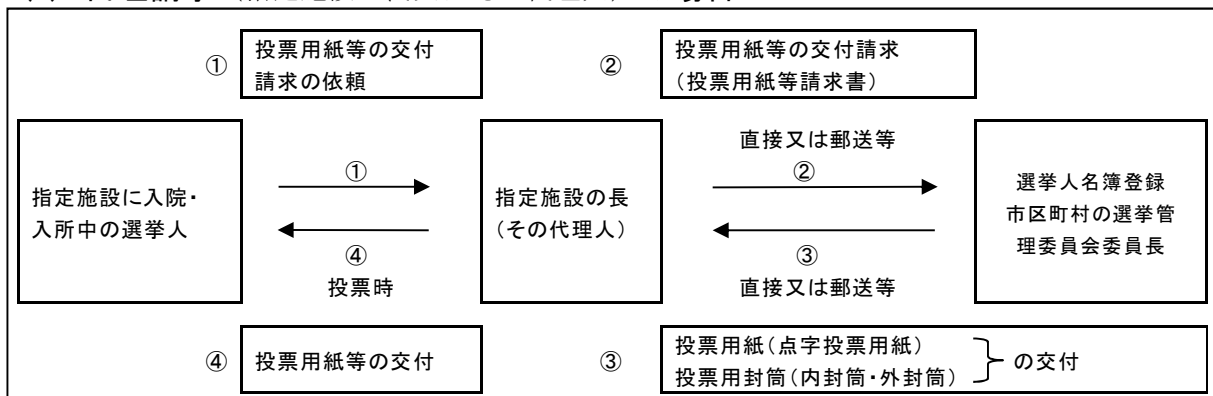 ①
投票用紙等の交付
請求の依頼
②
投票用紙等の交付請求
(投票用紙等請求書)
指定施設に入院・
入所中の選挙人
①
④
投票時
指定施設の長
(その代理人)
直接又は郵送等
②
③
直接又は郵送等
選挙人名簿登録
市区町村の選挙管
理委員会委員長
④
投票用紙等の交付
③
投票用紙(点字投票用紙)
投票用封筒(内封筒・外封筒)
の交付